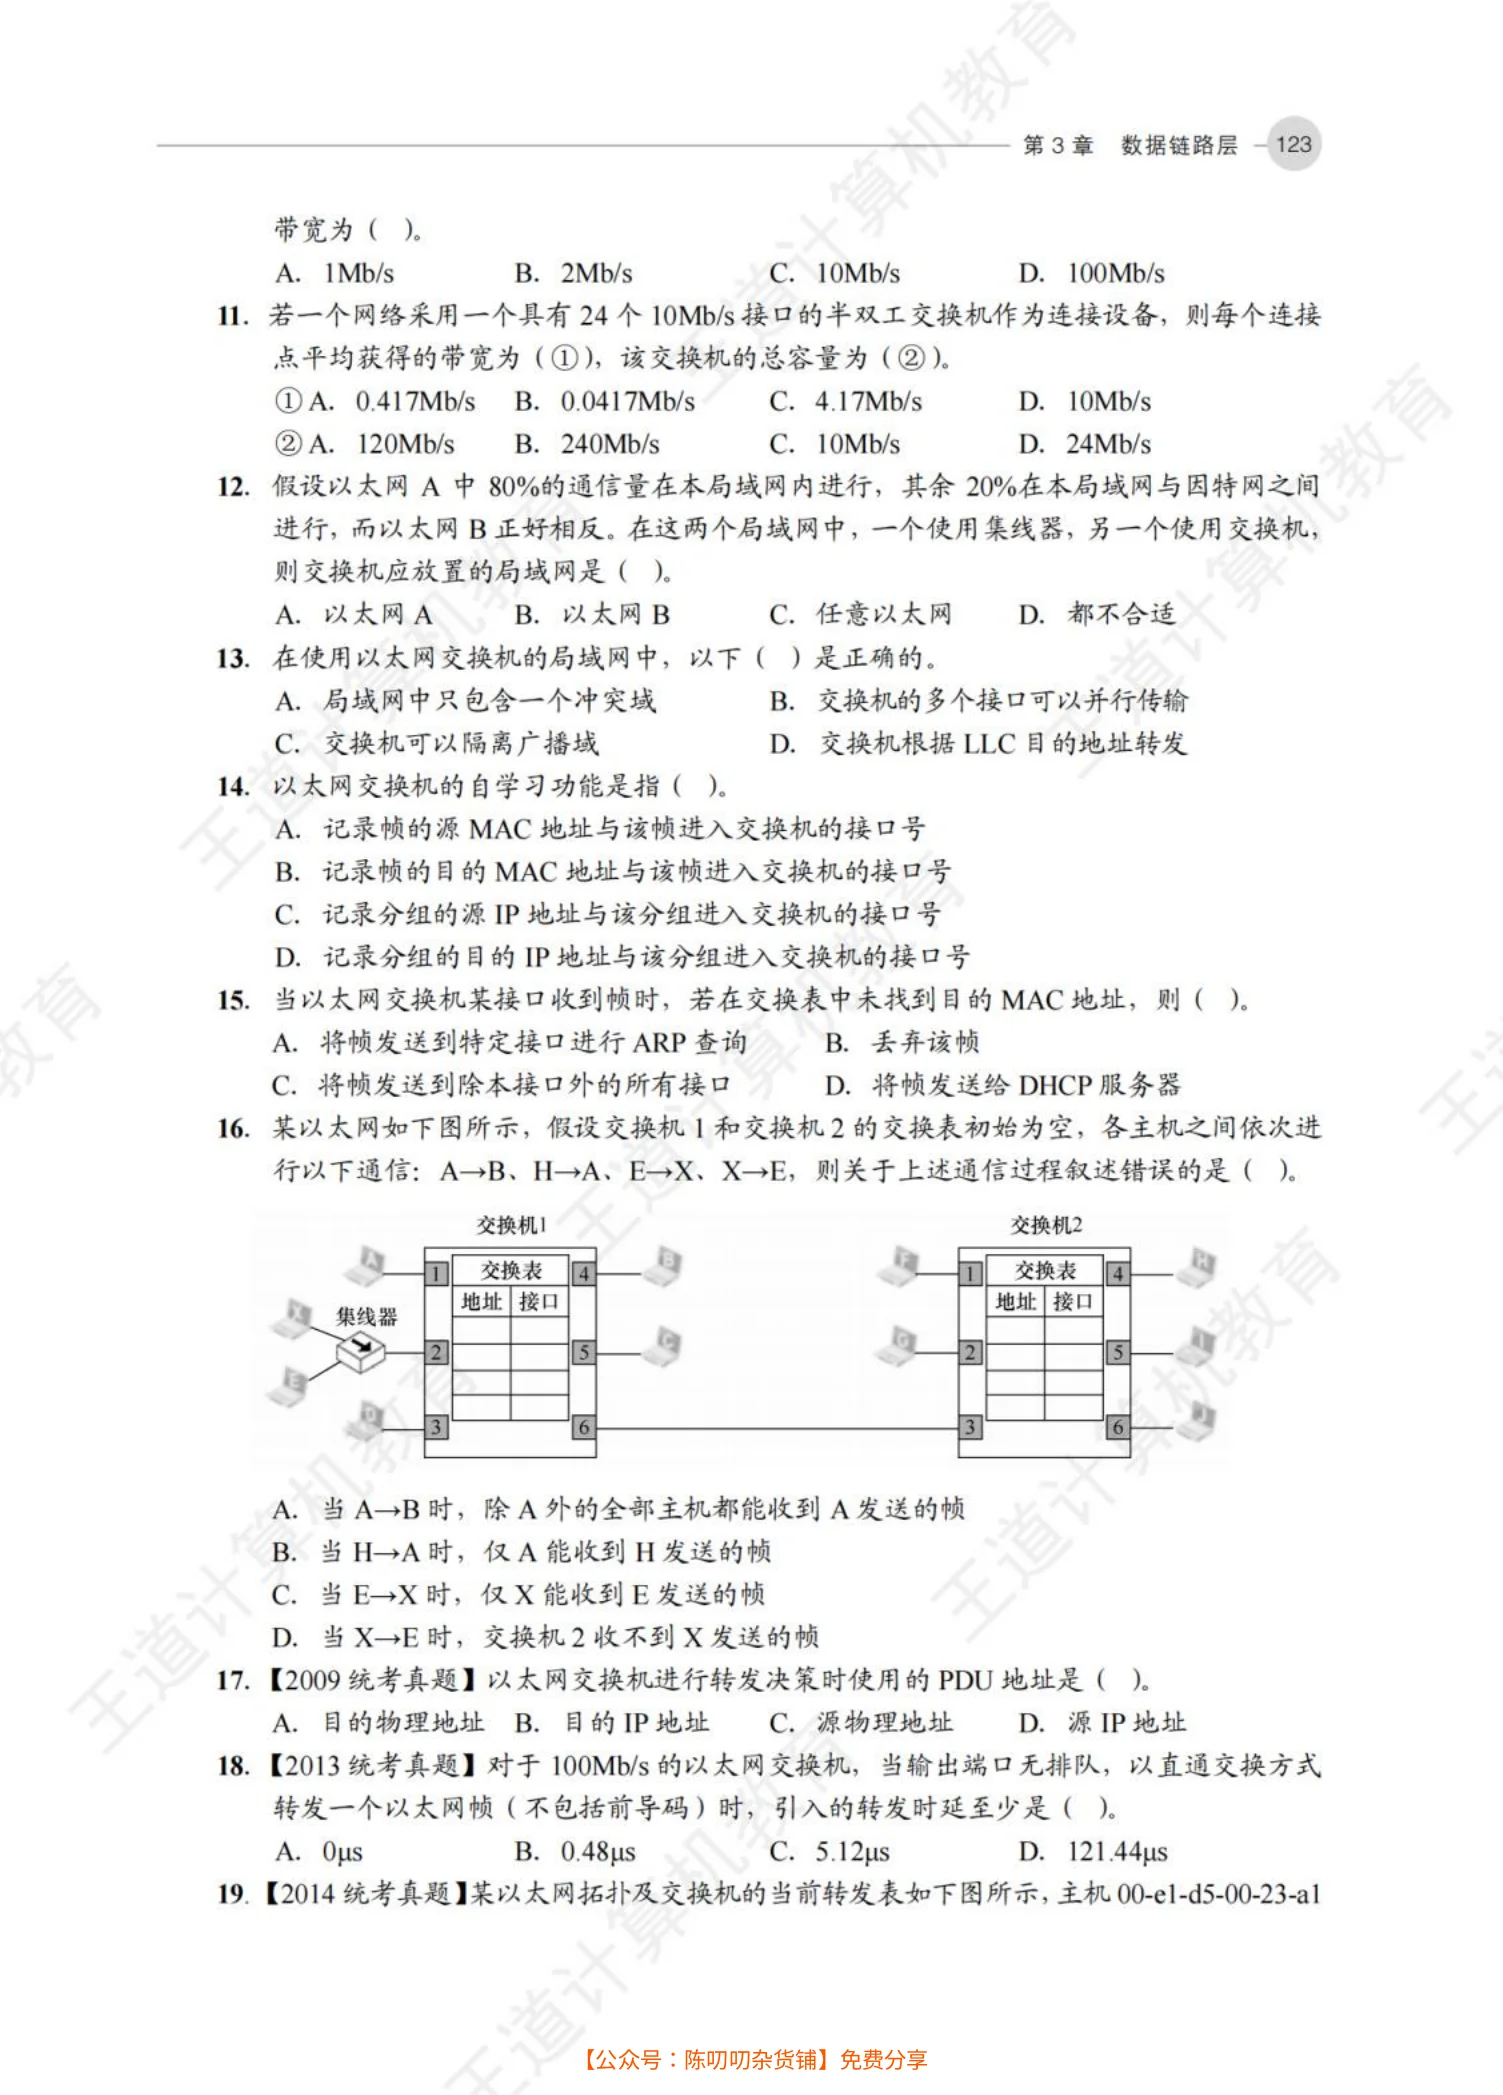 第 3 章　数据链路层　123
带宽为（　）。
A. 1Mb/s　B. 2Mb/s　C. 10Mb/s　D. 100Mb/s
11. 若一个网络采用一个具有 24 个 10Mb/s 接口的半双工交换机作为连接设备，则每个连接
点平均获得的带宽为（①），该交换机的总容量为（②）。
① A. 0.417Mb/s　B. 0.0417Mb/s　C. 4.17Mb/s　D. 10Mb/s
② A. 120Mb/s　B. 240Mb/s　C. 10Mb/s　D. 24Mb/s
12. 假设以太网 A 中 80%的通信量在本局域网内进行，其余 20%在本局域网与因特网之间
进行，而以太网 B 正好相反。在这两个局域网中，一个使用集线器，另一个使用交换机，
则交换机应放置的局域网是（　）。
A. 以太网 A　B. 以太网 B　C. 任意以太网　D. 都不合适
13. 在使用以太网交换机的局域网中，以下（　）是正确的。
A. 局域网中只包含一个冲突域　B. 交换机的多个接口可以并行传输
C. 交换机可以隔离广播域　D. 交换机根据 LLC 目的地址转发
14. 以太网交换机的自学习功能是指（　）。
A. 记录帧的源 MAC 地址与该帧进入交换机的接口号
B. 记录帧的目的 MAC 地址与该帧进入交换机的接口号
C. 记录分组的源 IP 地址与该分组进入交换机的接口号
D. 记录分组的目的 IP 地址与该分组进入交换机的接口号
15. 当以太网交换机某接口收到帧时，若在交换表中未找到目的 MAC 地址，则（　）。
A. 将帧发送到特定接口进行 ARP 查询　B. 丢弃该帧
C. 将帧发送到除本接口外的所有接口　D. 将帧发送给 DHCP 服务器
16. 某以太网如下图所示，假设交换机 1 和交换机 2 的交换表初始为空，各主机之间依次进
行以下通信：A→B、H→A、E→X、X→E，则关于上述通信过程叙述错误的是（　）。
交换机1　交换机2
A　1　交换表　4　B　F　1　交换表　4　H
地址　接口　地址　接口
X　集线器
2　5　C　G　2　5　I
E
D　3　6　3　6　J
A. 当 A→B 时，除 A 外的全部主机都能收到 A 发送的帧
B. 当 H→A 时，仅 A 能收到 H 发送的帧
C. 当 E→X 时，仅 X 能收到 E 发送的帧
D. 当 X→E 时，交换机 2 收不到 X 发送的帧
17. 【2009 统考真题】以太网交换机进行转发决策时使用的 PDU 地址是（　）。
A. 目的物理地址　B. 目的 IP 地址　C. 源物理地址　D. 源 IP 地址
18. 【2013 统考真题】对于 100Mb/s 的以太网交换机，当输出端口无排队，以直通交换方式
转发一个以太网帧（不包括前导码）时，引入的转发时延至少是（　）。
A. 0μs　B. 0.48μs　C. 5.12μs　D. 121.44μs
19. 【2014 统考真题】某以太网拓扑及交换机的当前转发表如下图所示，主机 00-e1-d5-00-23-a1
【公众号：陈叨叨杂货铺】免费分享
王道计算机教育